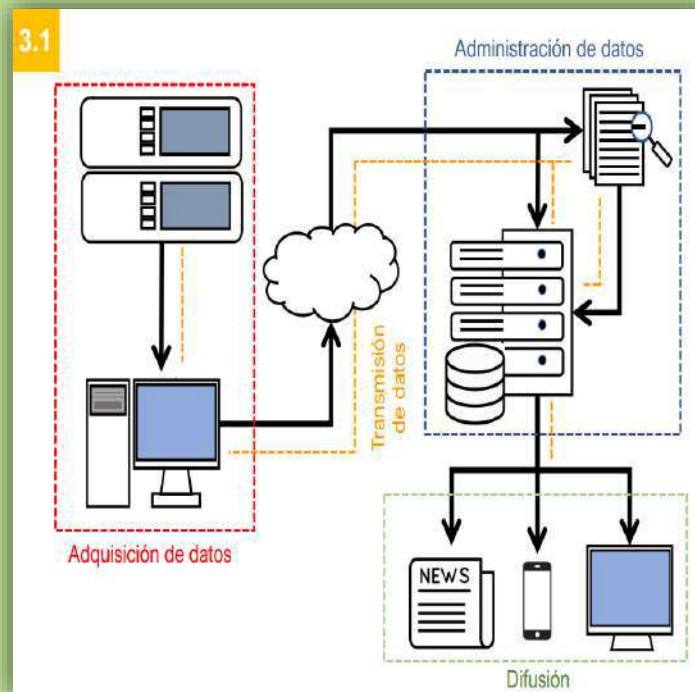 3.1
Administración de datos
Transmisión
de datos
Adquisición de datos
NEWS
Difusión